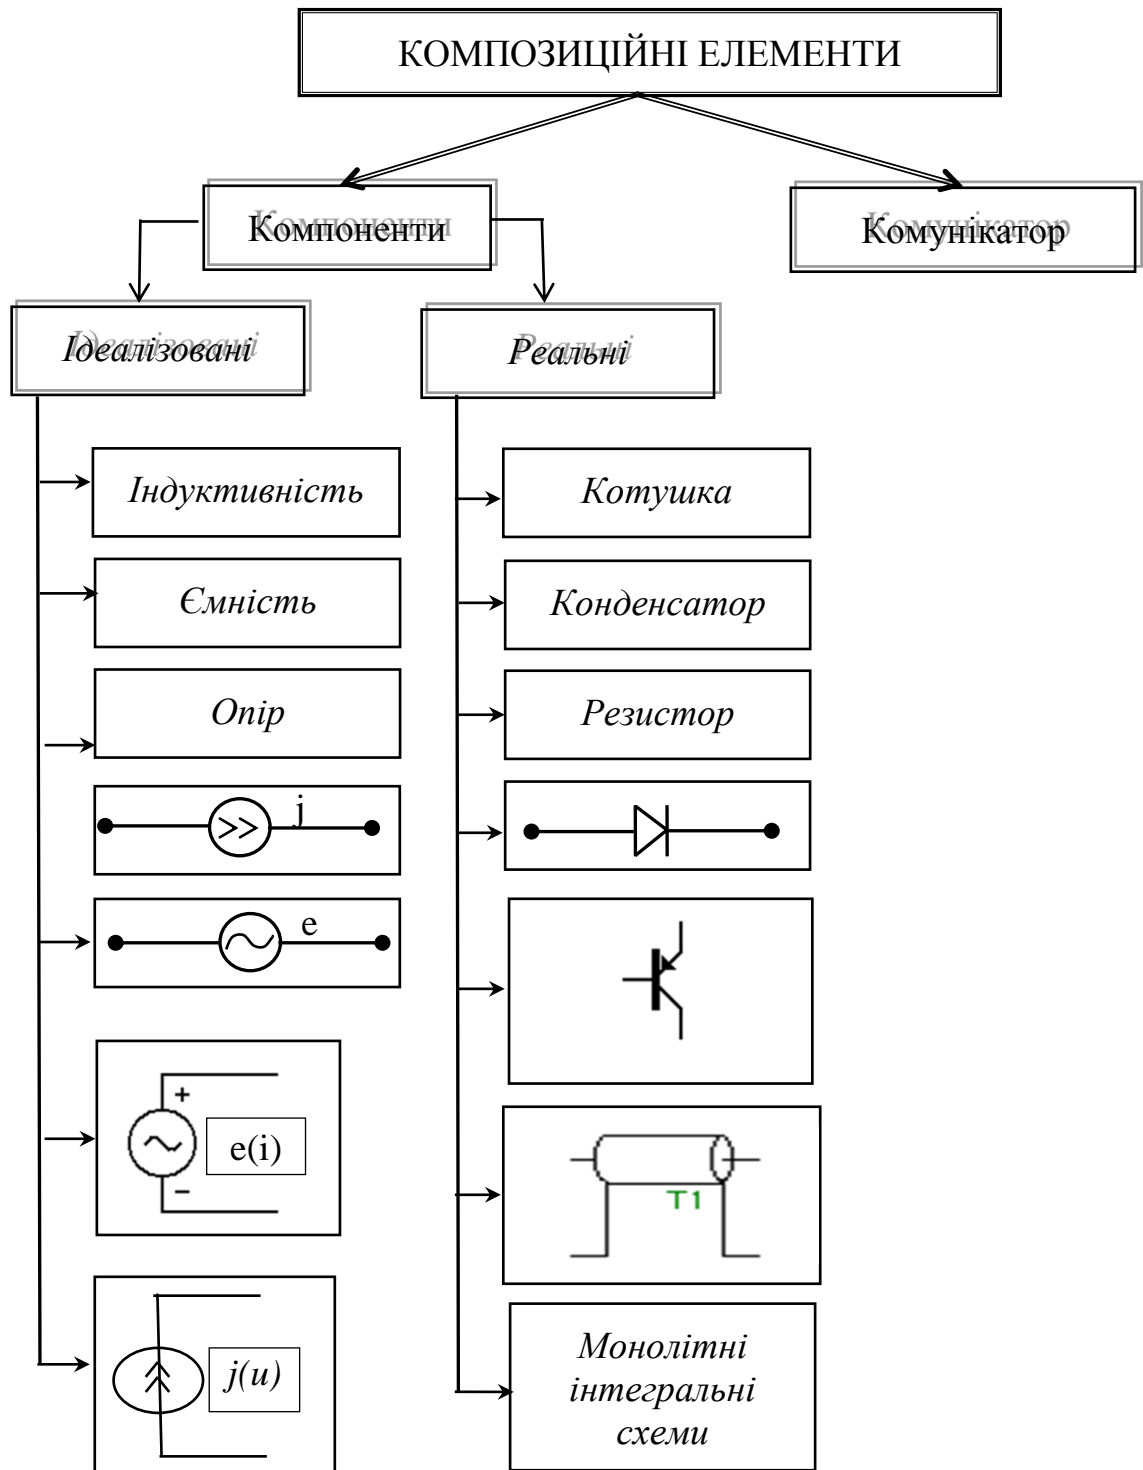 КОМПОЗИЦІЙНІ ЕЛЕМЕНТИ
Компоненти
Комунікатор
Ідеалізовані
Реальні
Індуктивність
Котушка
Ємність
Конденсатор
Опір
Резистор
j
e
+
e(i)
−
T1
j(u)
Монолітні
інтегральні
схеми